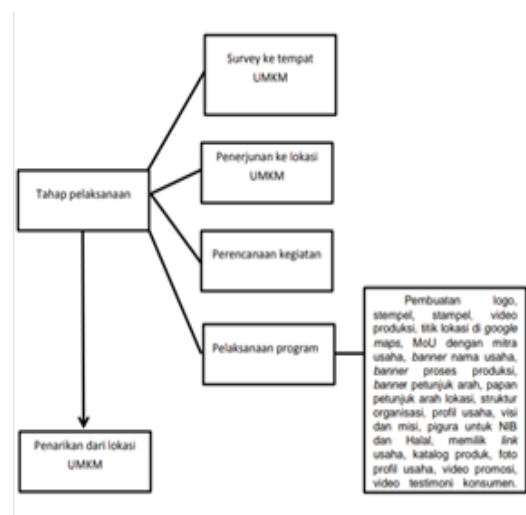 Survey ke tempat
UMKM
Penerjunan ke lokasi
UMKM
Tahap pelaksanaan
Perencanaan kegiatan
Pelaksanaan program
Pembuatan logo,
stempel, stampel, video
produksi, titik lokasi di google
maps, MoU dengan mitra
usaha, banner nama usaha,
banner proses produksi,
banner petunjuk arah, papan
petunjuk arah lokasi, struktur
organisasi, profil usaha, visi
dan misi, pigura untuk NIB
dan Halal, memilik link
usaha, katalog produk, foto
profil usaha, video promosi,
video testimoni konsumen.
Penarikan dari lokasi
UMKM